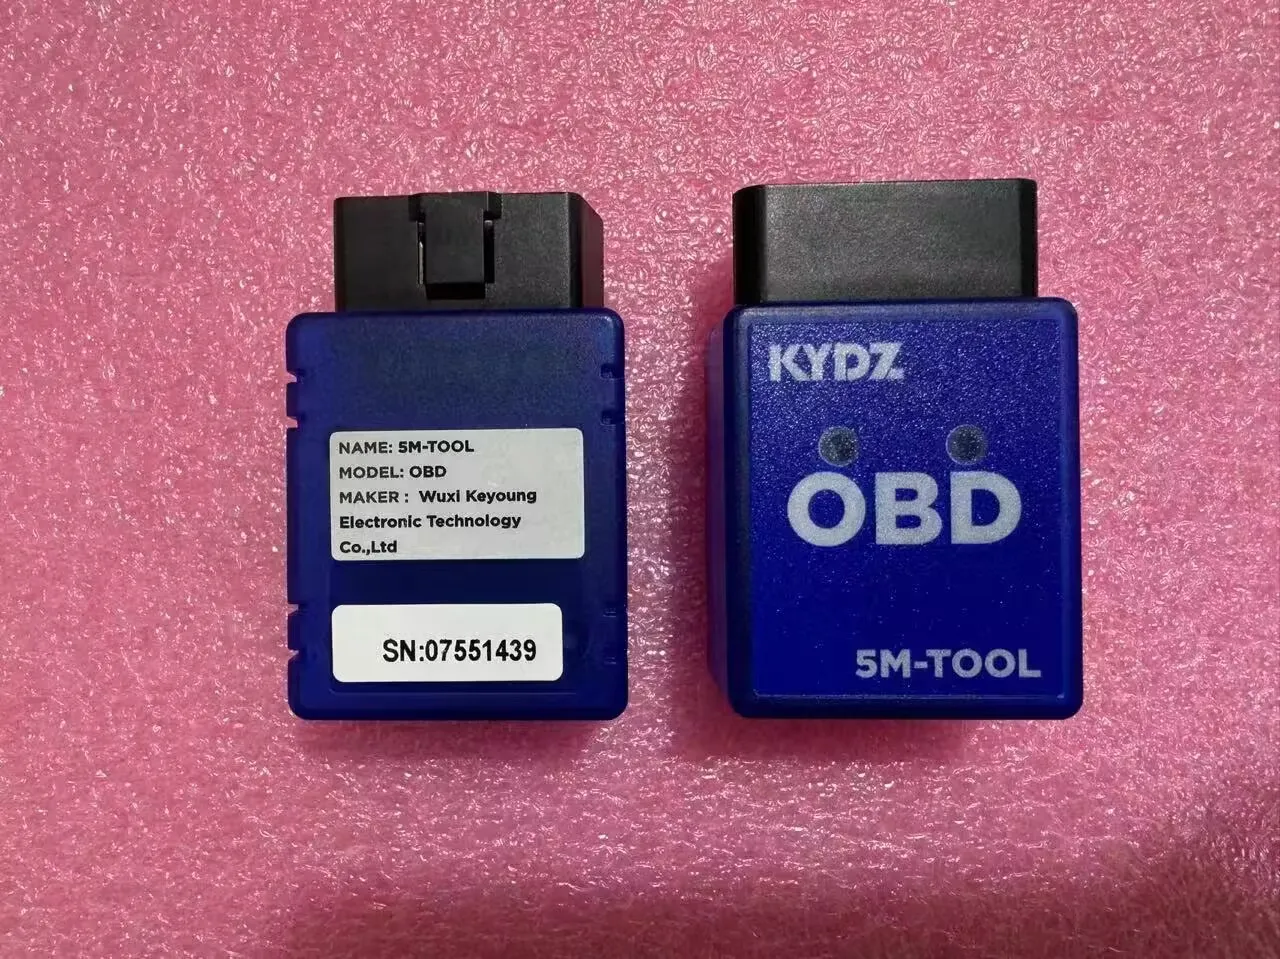 NAME: 5M-TOOL
MODEL: OBD
MAKER : Wuxi Keyoung
Electronic Technology
Co.,Ltd
SN:07551439
KYDZ
OBD
5M-TOOL